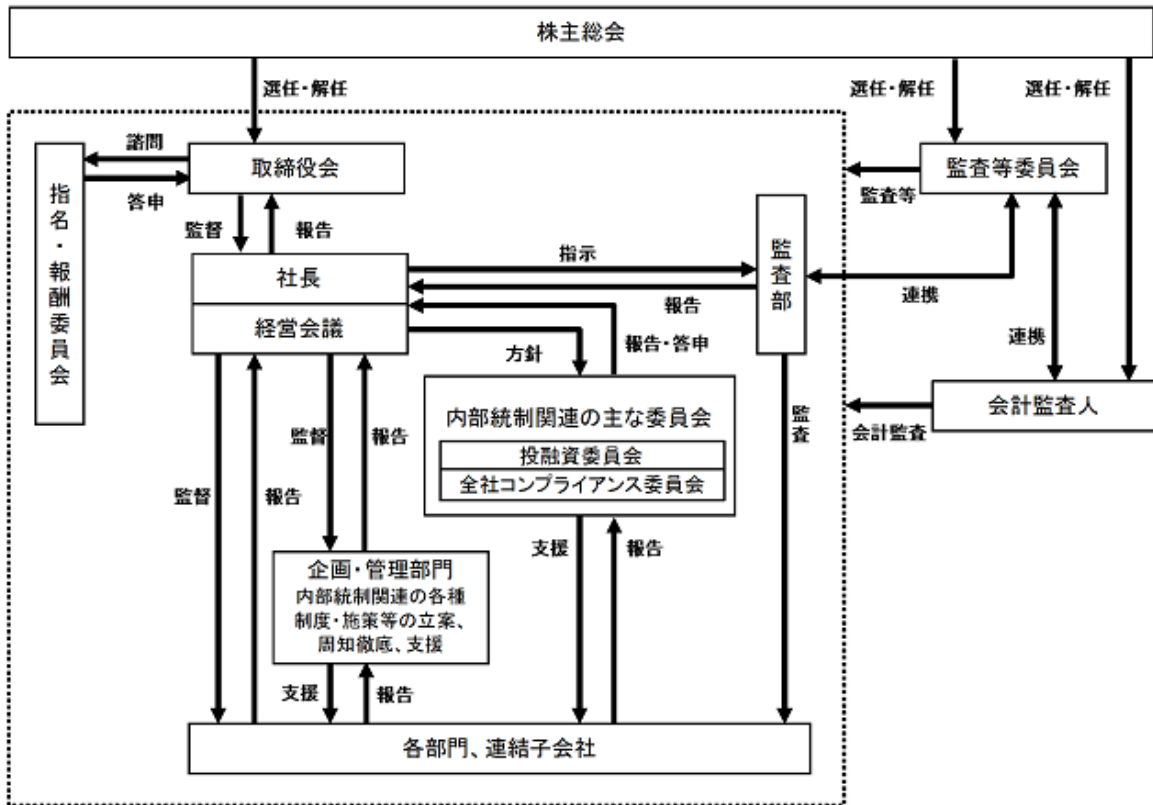 株主総会
選任・解任
選任・解任
選任・解任
諮問
取締役会
監査等委員会
答申
監査等
指名・報酬委員会
監督
報告
監査部
社長
指示
報告
連携
経営会議
方針
報告・答申
連携
内部統制関連の主な委員会
会計監査人
投融資委員会
会計監査
全社コンプライアンス委員会
監督
報告
監査
監督
報告
支援
報告
企画・管理部門
内部統制関連の各種
制度・施策等の立案、
周知徹底、支援
支援
報告
各部門、連結子会社